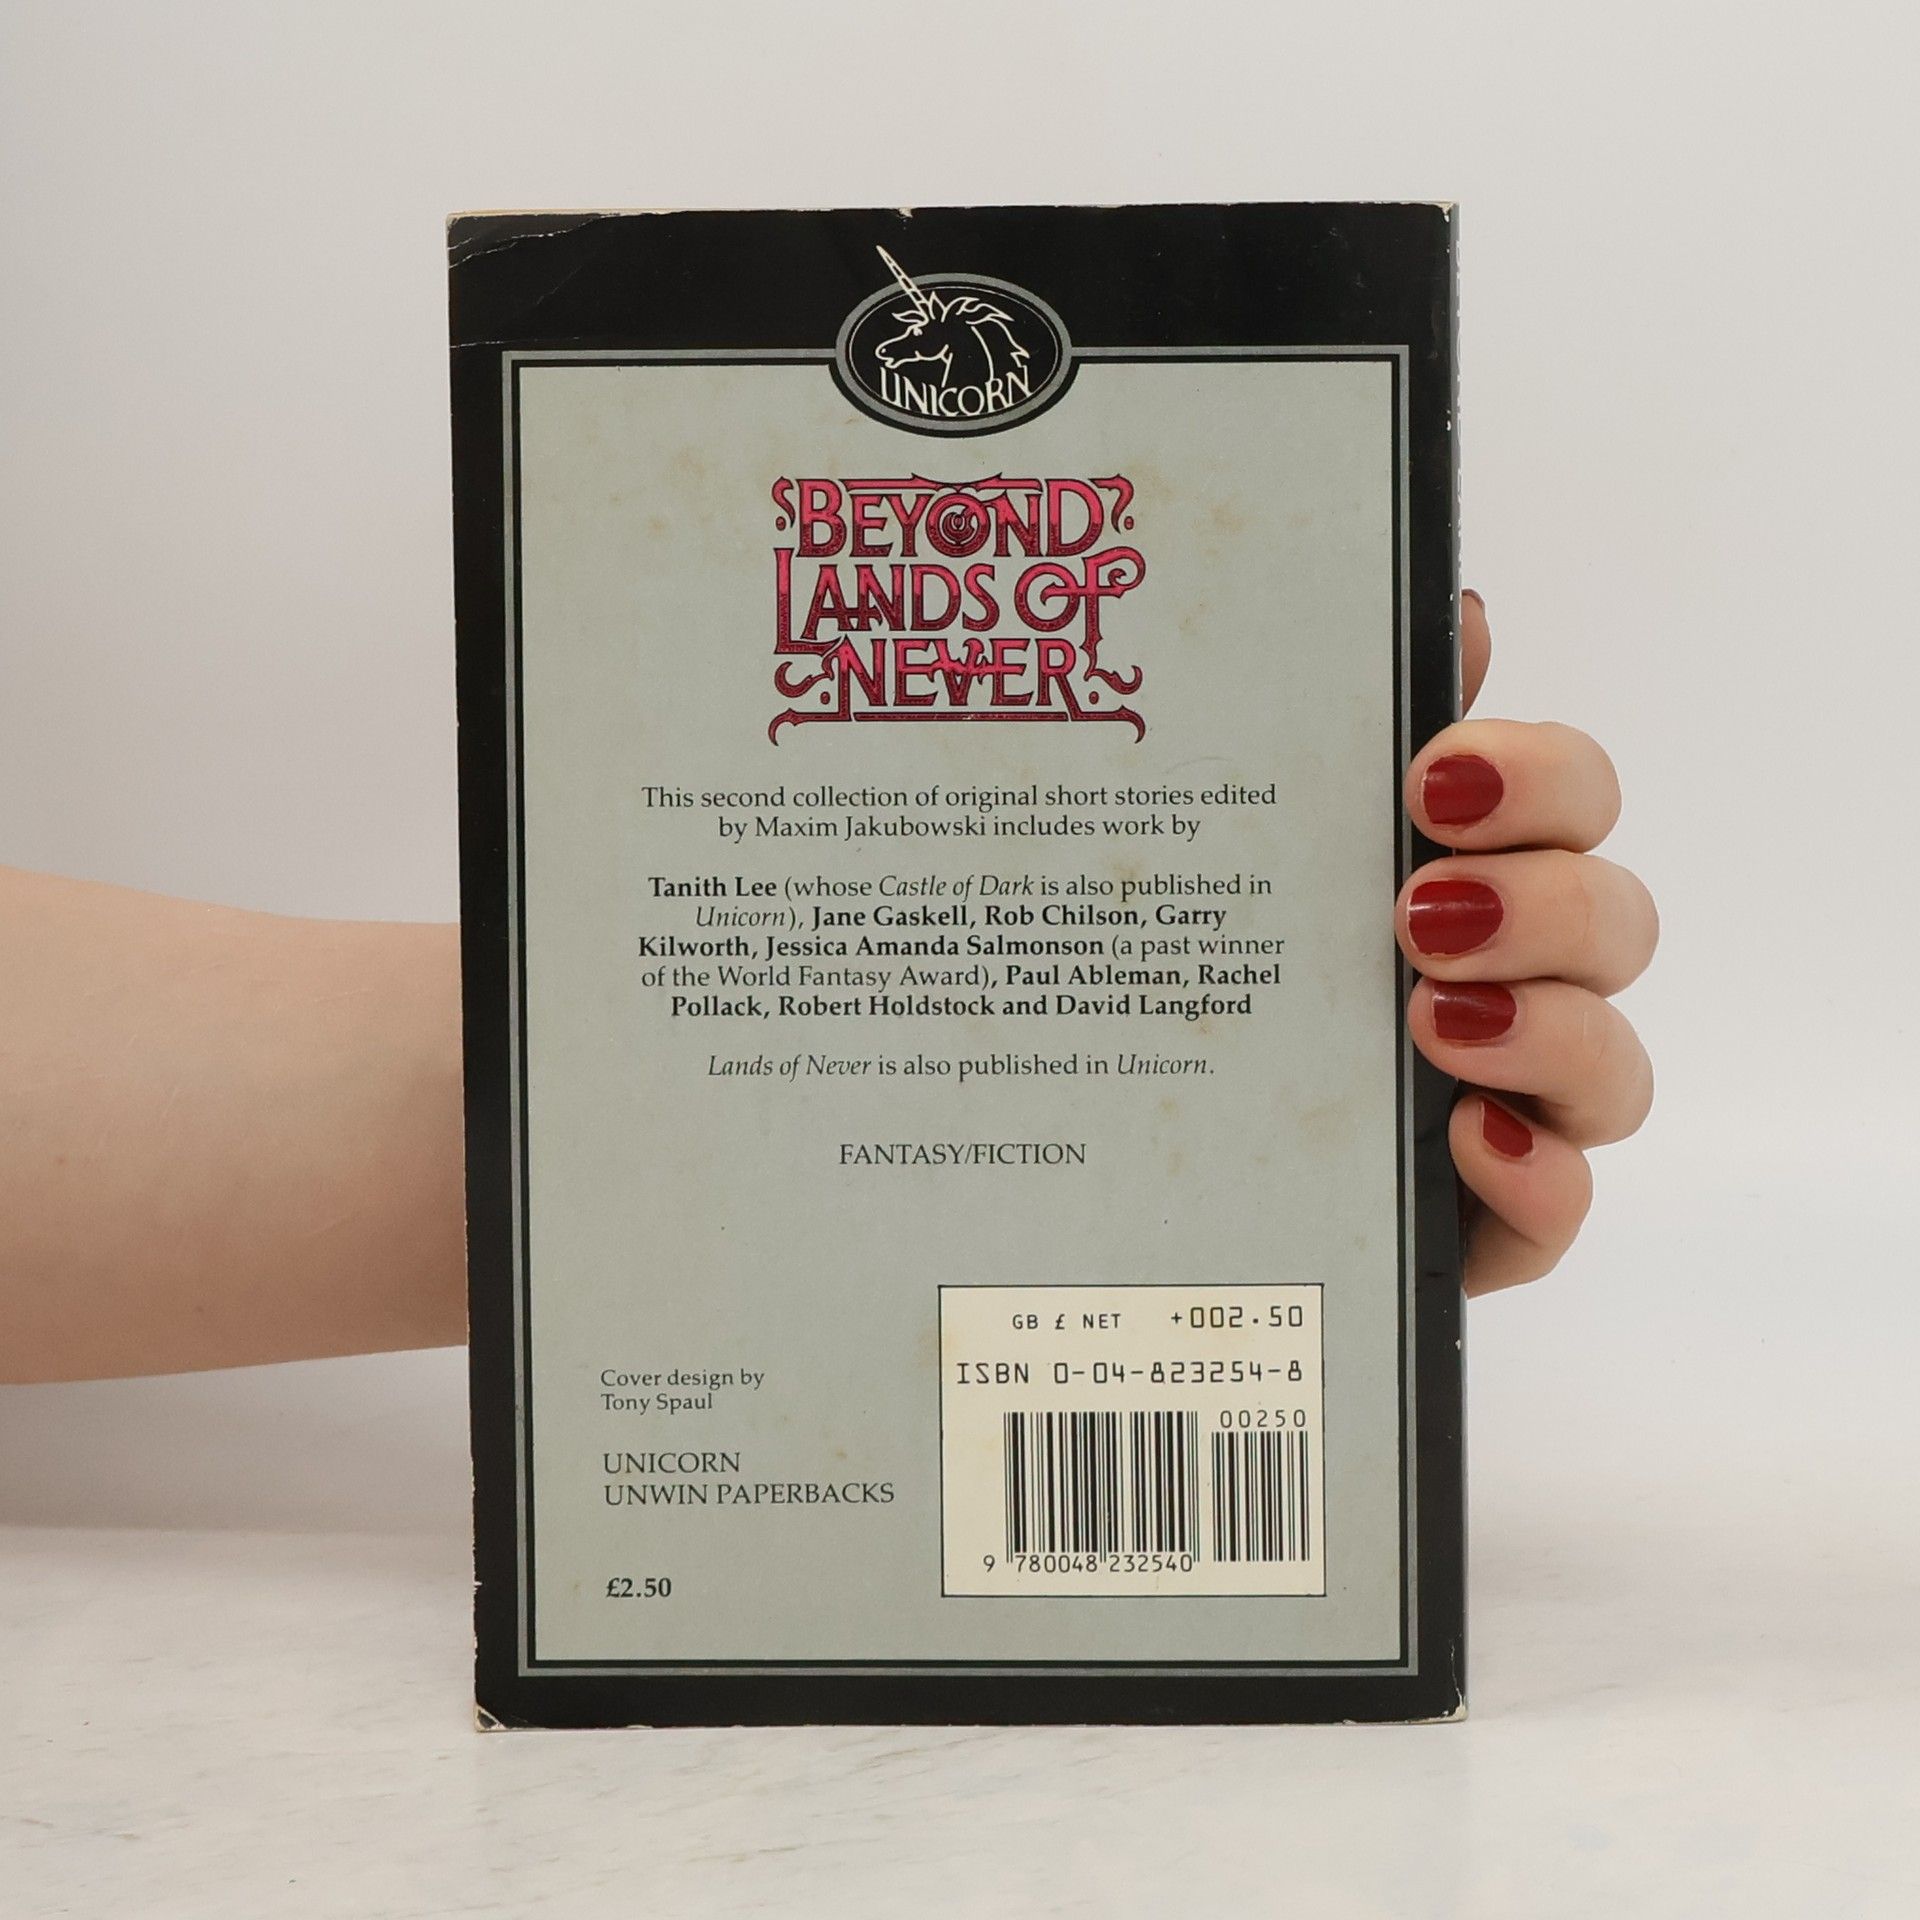 UNICORN
BEYOND
LANDS OF
NEVER
This second collection of original short stories edited
by Maxim Jakubowski includes work by
Tanith Lee (whose Castle of Dark is also published in
Unicorn), Jane Gaskell, Rob Chilson, Garry
Kilworth, Jessica Amanda Salmonson (a past winner
of the World Fantasy Award), Paul Ableman, Rachel
Pollack, Robert Holdstock and David Langford
Lands of Never is also published in Unicorn.
FANTASY/FICTION
Cover design by
Tony Spaul
UNICORN
UNWIN PAPERBACKS
£2.50
GB £ NET +002.50
ISBN 0-04-823254-8
00250
9 780048 232540